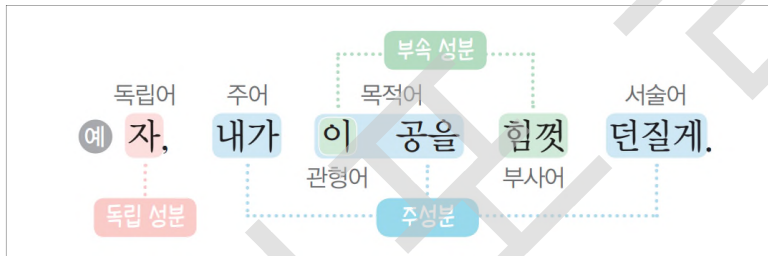 부속 성분
독립어 주어 목적어 서술어
예 자, 내가 이 공을 힘껏 던질게.
관형어 부사어
독립 성분 주성분